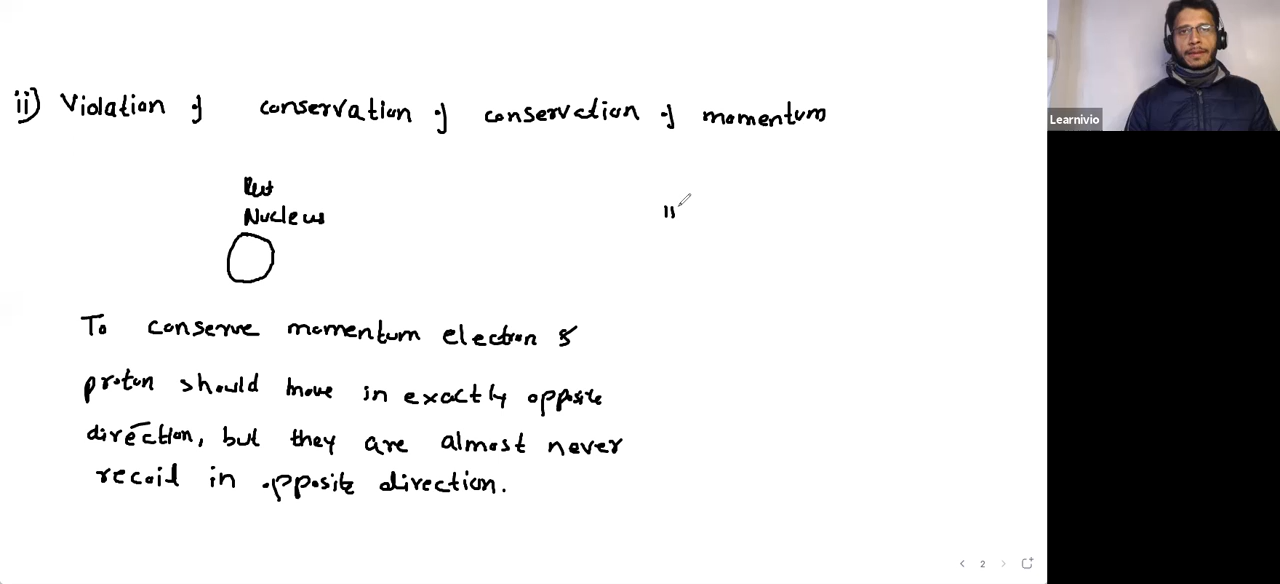 ii) Violation of conservation of conservation of momentum
Learnivio
Rest
Nucleus
To conserve momentum electron &
proton should move in exactly opposite
direction, but they are almost never
recoil in opposite direction.
2